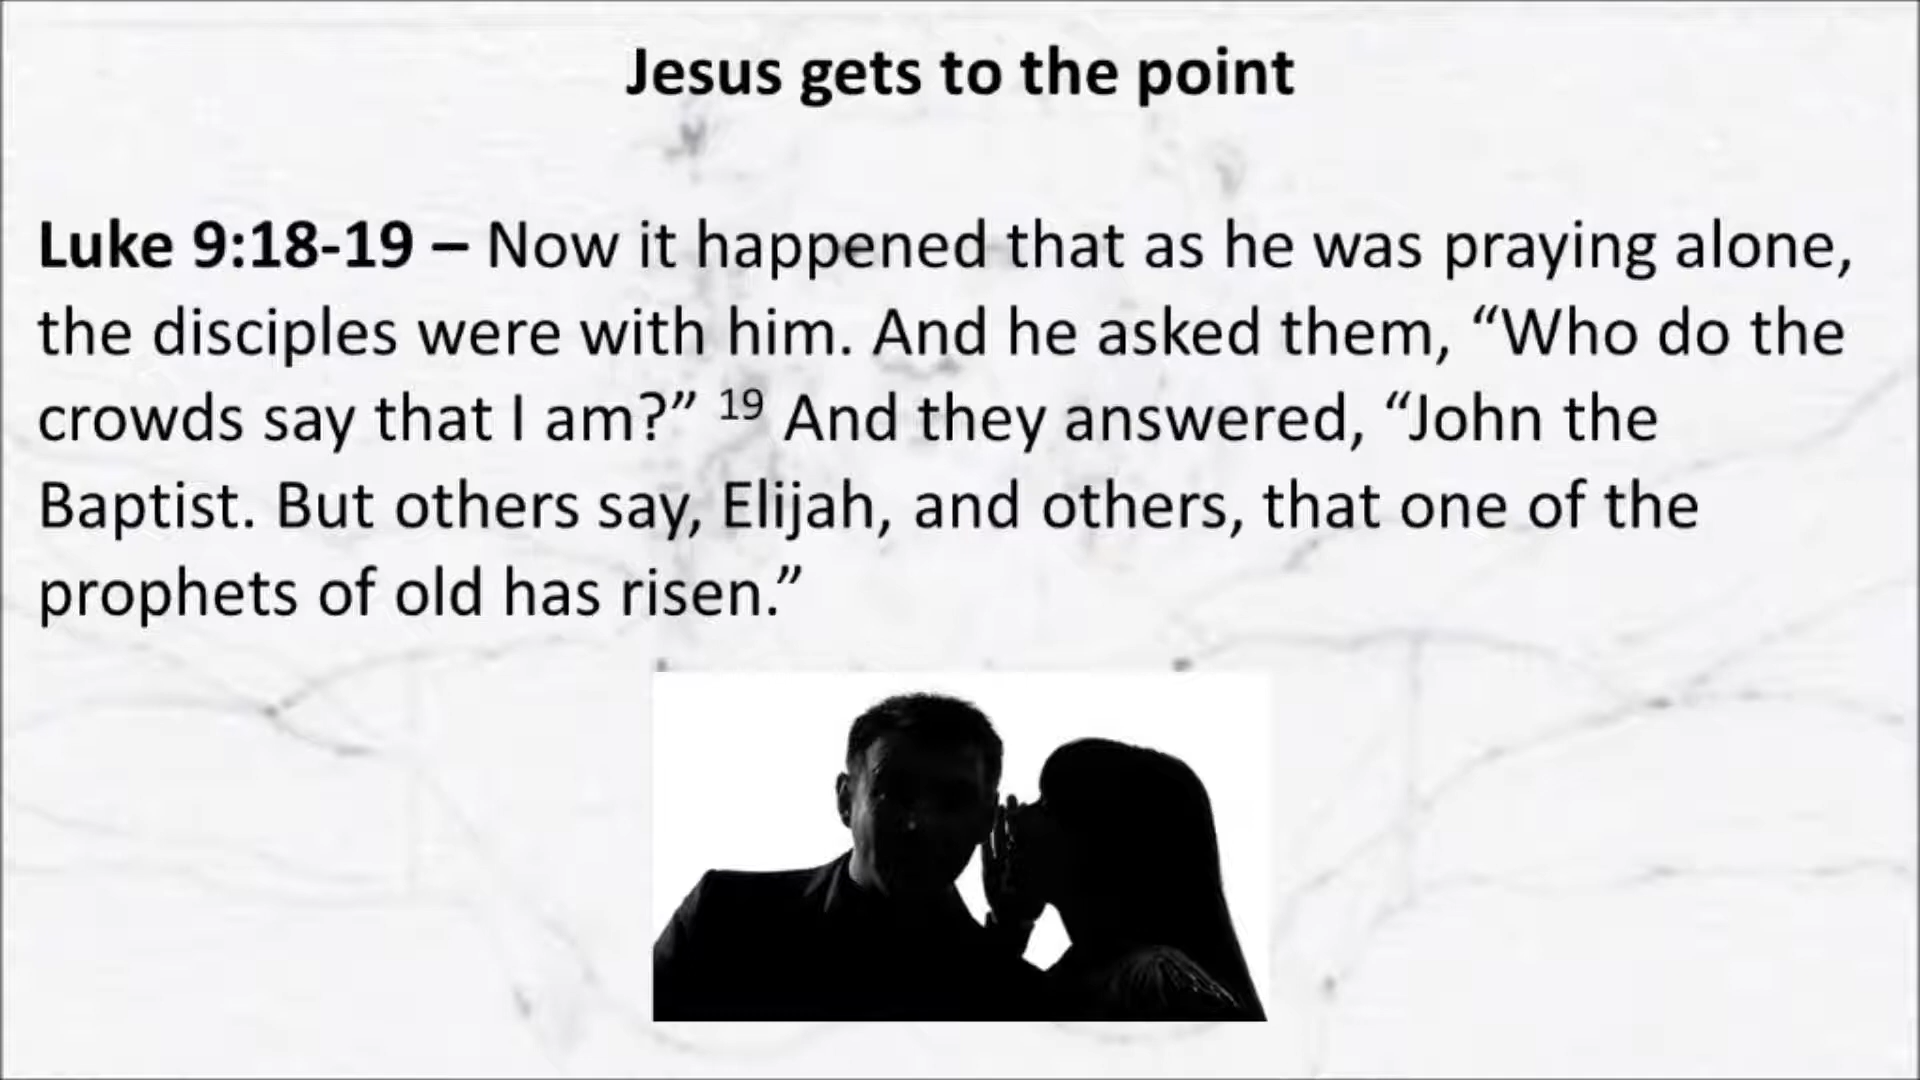 Jesus gets to the point
Luke 9:18-19 – Now it happened that as he was praying alone,
the disciples were with him. And he asked them, “Who do the
crowds say that I am?” 19 And they answered, “John the
Baptist. But others say, Elijah, and others, that one of the
prophets of old has risen.”